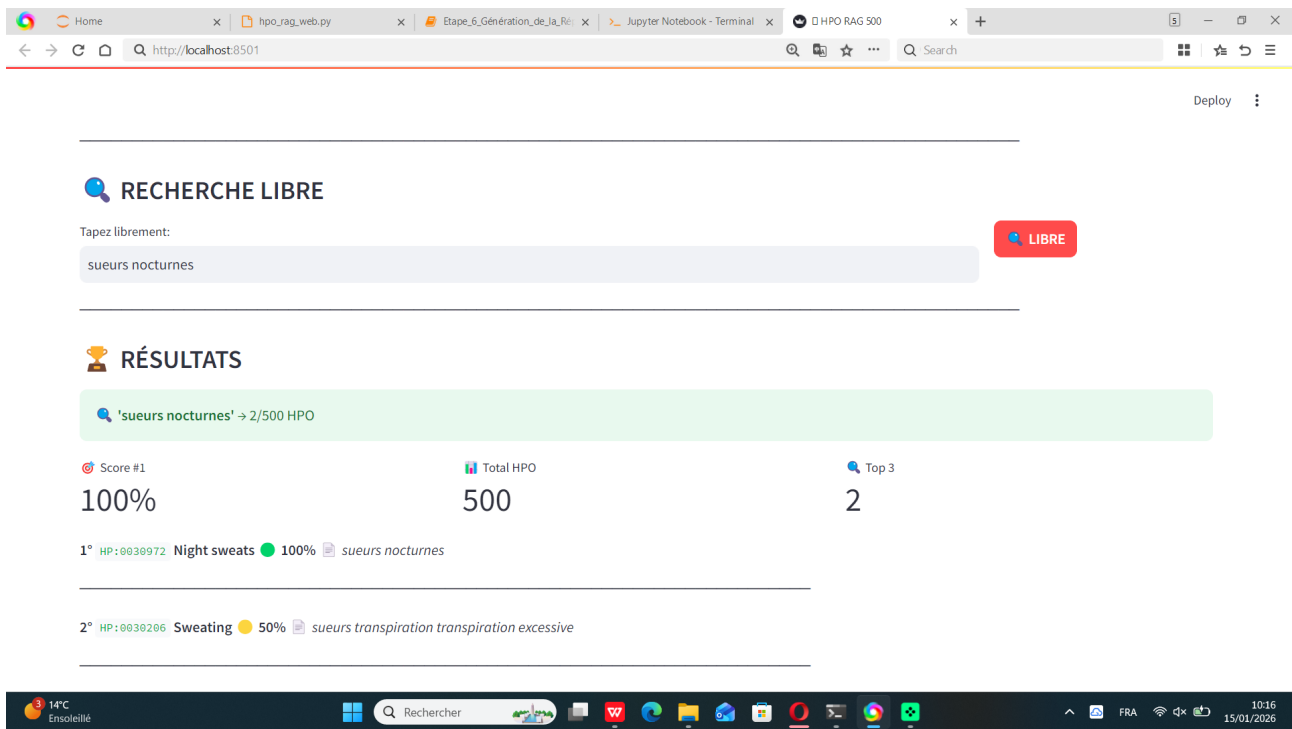 Home
hpo_rag_web.py
Etape_6_Génération_de_la_Ré
Jupyter Notebook - Terminal
HPO RAG 500
S
http://localhost:8501
Search
Deploy
RECHERCHE LIBRE
Tapez librement:
sueurs nocturnes
LIBRE
RÉSULTATS
'sueurs nocturnes' → 2/500 HPO
Score #1
Total HPO
Top 3
100%
500
2
1° HP:0030972 Night sweats 100% sueurs nocturnes
2° HP:0030206 Sweating 50% sueurs transpiration transpiration excessive
3
14°C
Ensoleillé
Rechercher
FRA
10:16
15/01/2026